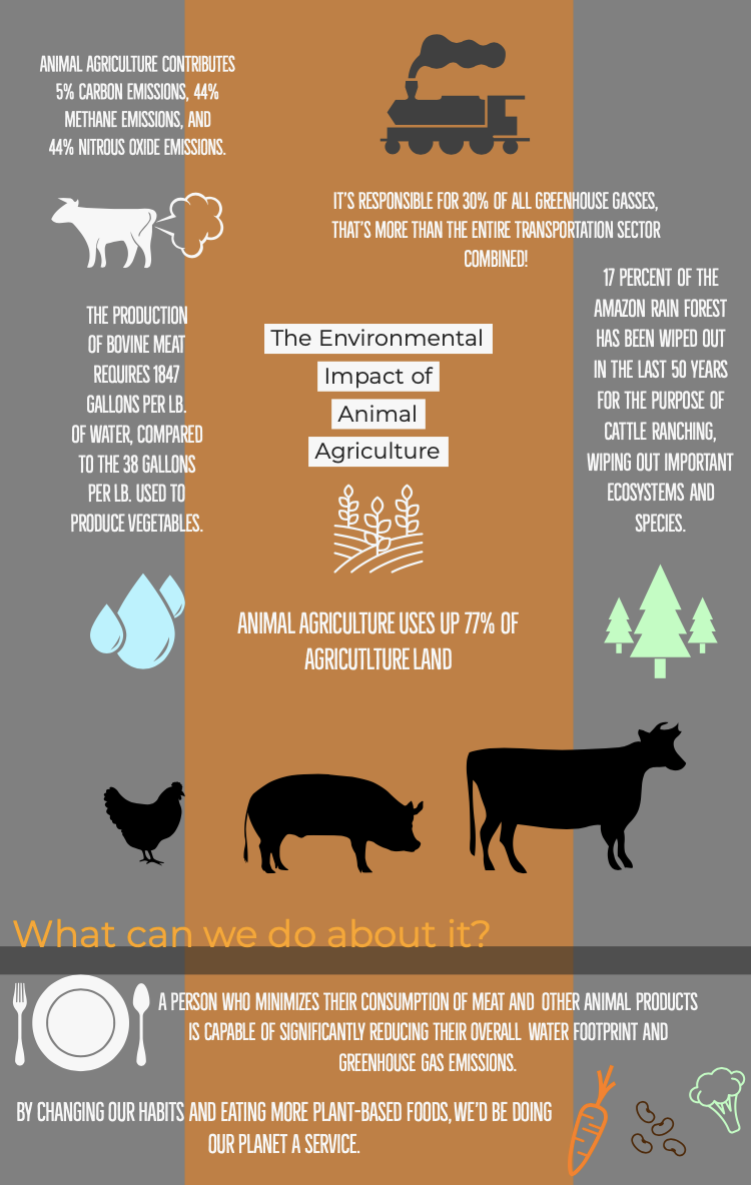 ANIMAL AGRICULTURE CONTRIBUTES
5% CARBON EMISSIONS, 44%
METHANE EMISSIONS, AND
44% NITROUS OXIDE EMISSIONS.
IT'S RESPONSIBLE FOR 30% OF ALL GREENHOUSE GASSES,
THAT'S MORE THAN THE ENTIRE TRANSPORTATION SECTOR
COMBINED!
THE PRODUCTION
OF BOVINE MEAT
REQUIRES 1847
GALLONS PER LB.
OF WATER, COMPARED
TO THE 38 GALLONS
PER LB. USED TO
PRODUCE VEGETABLES.
The Environmental
Impact of
Animal
Agriculture
17 PERCENT OF THE
AMAZON RAIN FOREST
HAS BEEN WIPED OUT
IN THE LAST 50 YEARS
FOR THE PURPOSE OF
CATTLE RANCHING,
WIPING OUT IMPORTANT
ECOSYSTEMS AND
SPECIES.
ANIMAL AGRICULTURE USES UP 77% OF
AGRICUTLTURE LAND
What can we do about it?
A PERSON WHO MINIMIZES THEIR CONSUMPTION OF MEAT AND OTHER ANIMAL PRODUCTS
IS CAPABLE OF SIGNIFICANTLY REDUCING THEIR OVERALL WATER FOOTPRINT AND
GREENHOUSE GAS EMISSIONS.
BY CHANGING OUR HABITS AND EATING MORE PLANT-BASED FOODS, WE'D BE DOING
OUR PLANET A SERVICE.